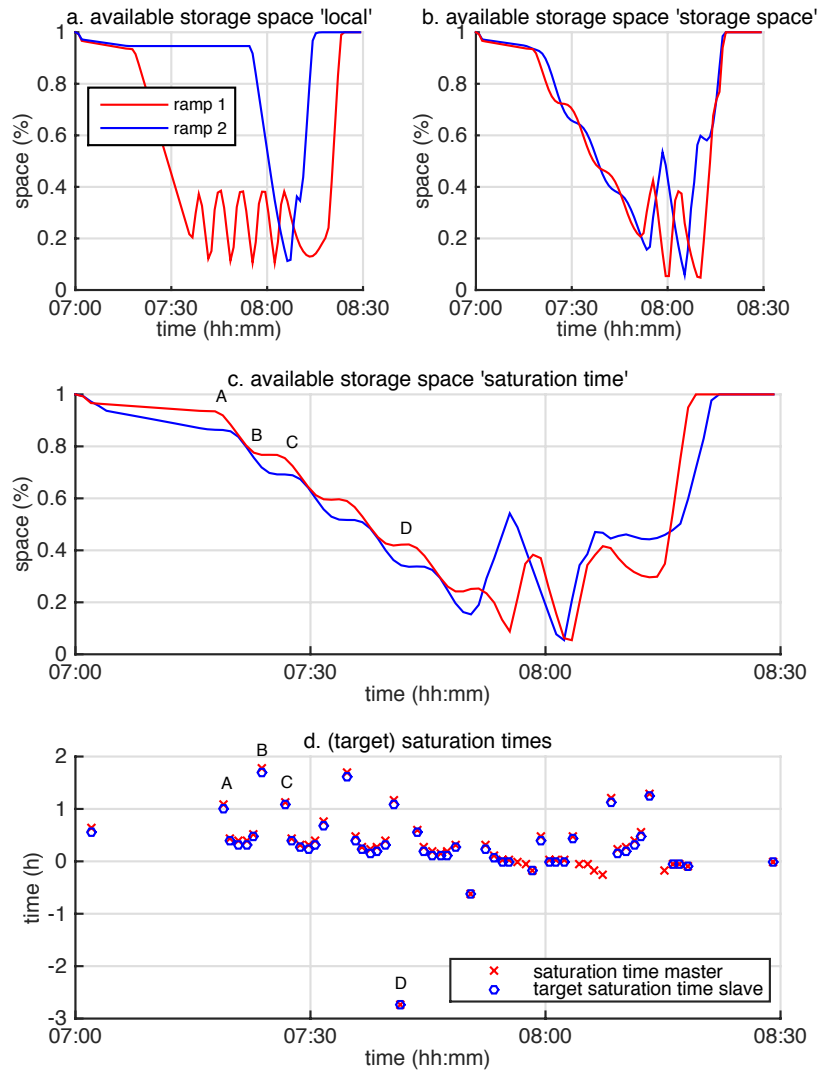 a. available storage space 'local'
b. available storage space 'storage space'
1
0.8
0.6
0.4
0.2
0
space (%)
ramp 1
ramp 2
07:00
07:30
08:00
08:30
time (hh:mm)
1
0.8
0.6
0.4
0.2
0
space (%)
07:00
07:30
08:00
08:30
time (hh:mm)
c. available storage space 'saturation time'
1
0.8
0.6
0.4
0.2
0
space (%)
A
B
C
D
07:00
07:30
08:00
08:30
time (hh:mm)
d. (target) saturation times
2
1
0
-1
-2
-3
time (h)
A
B
C
D
saturation time master
target saturation time slave
07:00
07:30
08:00
08:30
time (hh:mm)